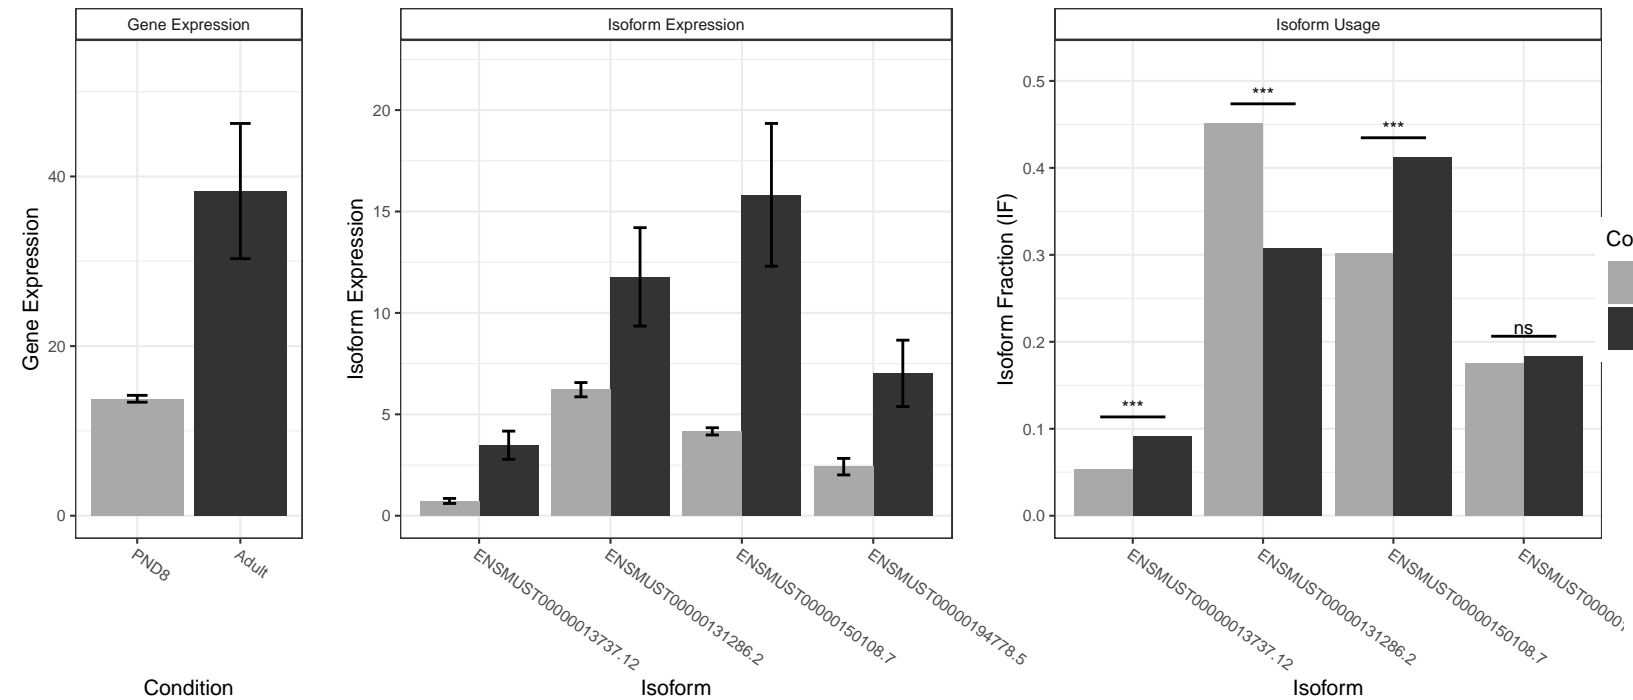 Gene Expression
Isoform Expression
Isoform Usage
Gene Expression
40
20
0
PND8
Adult
Condition
Isoform Expression
20
15
10
5
0
ENSMUST00000013737.12
ENSMUST00000131286.2
ENSMUST00000150108.7
ENSMUST00000194778.5
Isoform
Isoform Fraction (IF)
0.5
0.4
0.3
0.2
0.1
0.0
***
***
***
ns
ENSMUST00000013737.12
ENSMUST00000131286.2
ENSMUST00000150108.7
ENSMUST00000
Isoform
Co